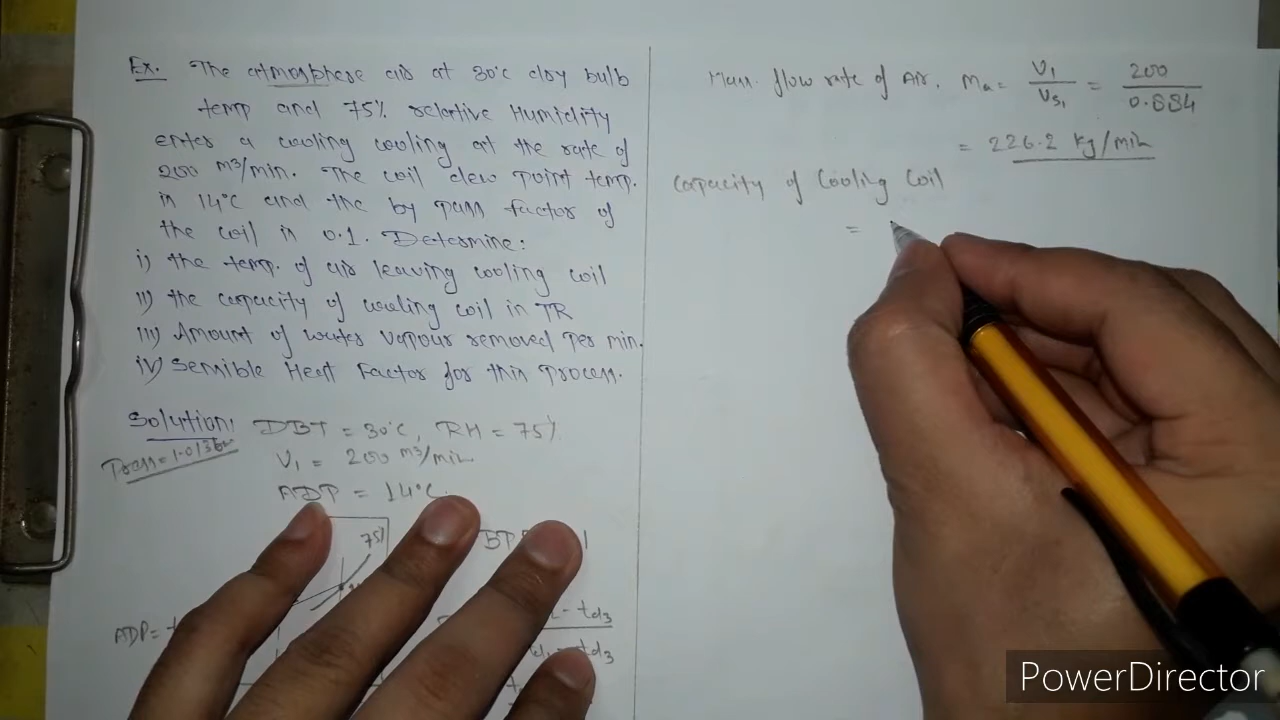 Ex. The atmosphere air at 30°C dry bulb
temp and 75% relative Humidity
enter a cooling cooling at the rate of
200 m³/min. The coil dew point temp.
is 14°C and the by pass factor of
the coil is 0.1. Determine:
i) the temp. of air leaving cooling coil
ii) the capacity of cooling coil in TR
iii) Amount of water vapour removed per min.
iv) Sensible Heat Factor for this process.
Solution: DBT = 30°C, RH = 75%.
V₁ = 200 m³/min
ADP = 14°C
75%
ADP=
td₃
td₃
Mass flow rate of Air, Ma = V₁ / Vs₁ = 200 / 0.884
= 226.2 kg/min
Capacity of Cooling Coil
=
PowerDirector